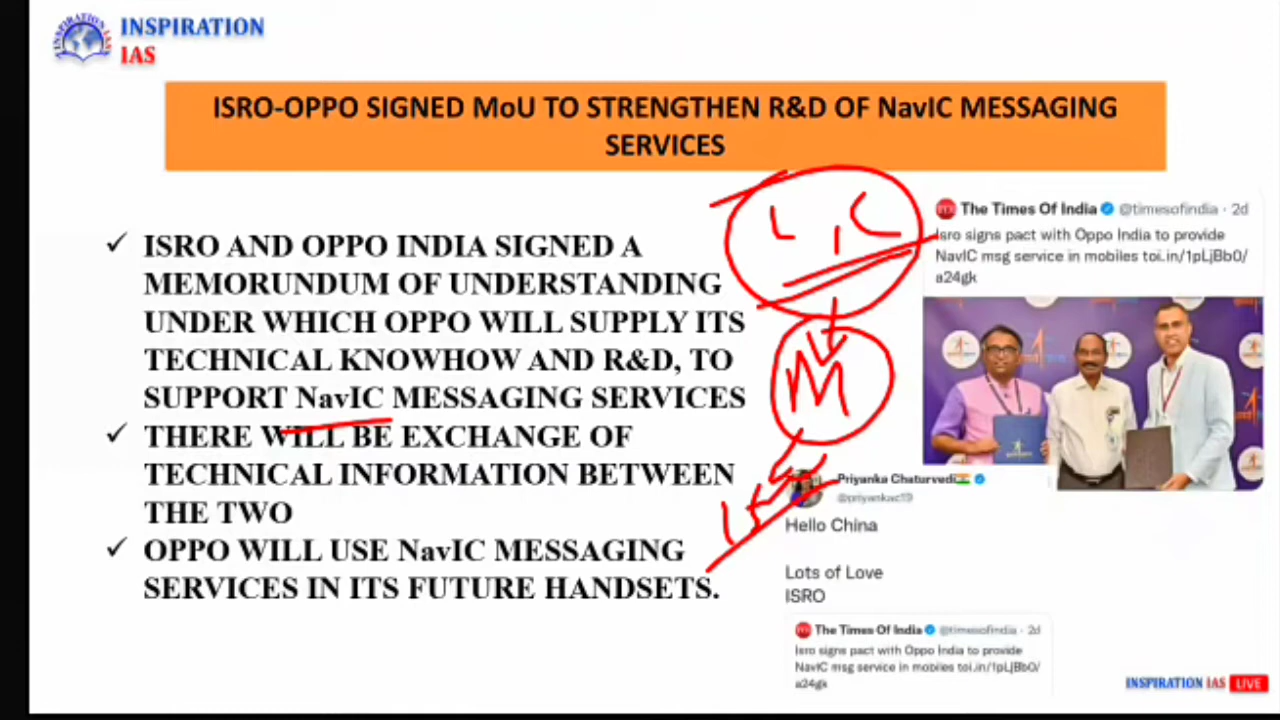 INSPIRATION
IAS
ISRO-OPPO SIGNED MoU TO STRENGTHEN R&D OF NavIC MESSAGING
SERVICES
✓ ISRO AND OPPO INDIA SIGNED A
MEMORUNDUM OF UNDERSTANDING
UNDER WHICH OPPO WILL SUPPLY ITS
TECHNICAL KNOWHOW AND R&D, TO
SUPPORT NavIC MESSAGING SERVICES
✓ THERE WILL BE EXCHANGE OF
TECHNICAL INFORMATION BETWEEN
THE TWO
✓ OPPO WILL USE NavIC MESSAGING
SERVICES IN ITS FUTURE HANDSETS.
The Times Of India @timesofindia · 2d
Isro signs pact with Oppo India to provide
NavIC msg service in mobiles toi.in/1pLjBb0/
a24gk
Priyanka Chaturvedi
@priyankac19
Hello China
Lots of Love
ISRO
The Times Of India @timesofindia · 2d
Isro signs pact with Oppo India to provide
NavIC msg service in mobiles toi.in/1pLjBb0/
a24gk
INSPIRATION IAS LIVE